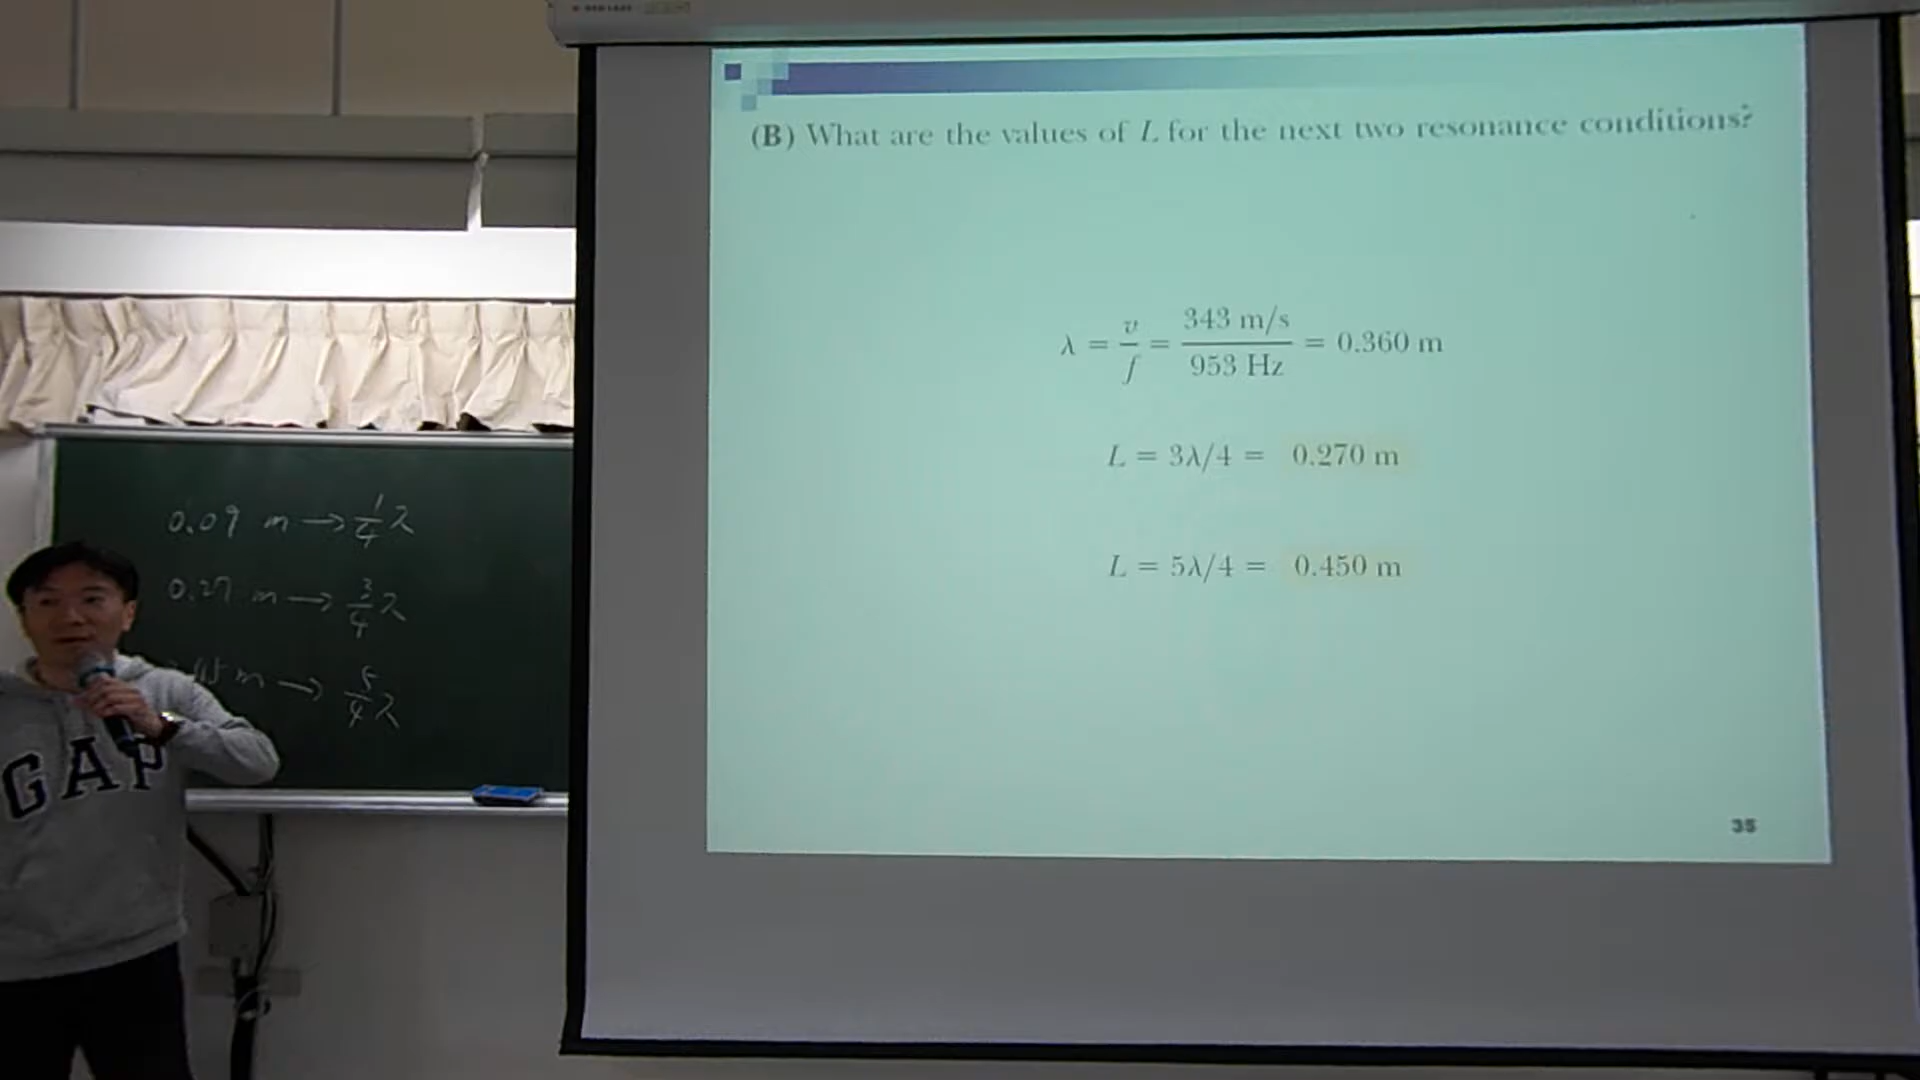 (B) What are the values of L for the next two resonance conditions?
λ = v/f = 343 m/s / 953 Hz = 0.360 m
L = 3λ/4 = 0.270 m
L = 5λ/4 = 0.450 m
35
0.09 m → 1/4 λ
0.27 m → 3/4 λ
m → 5/4 λ
GAP